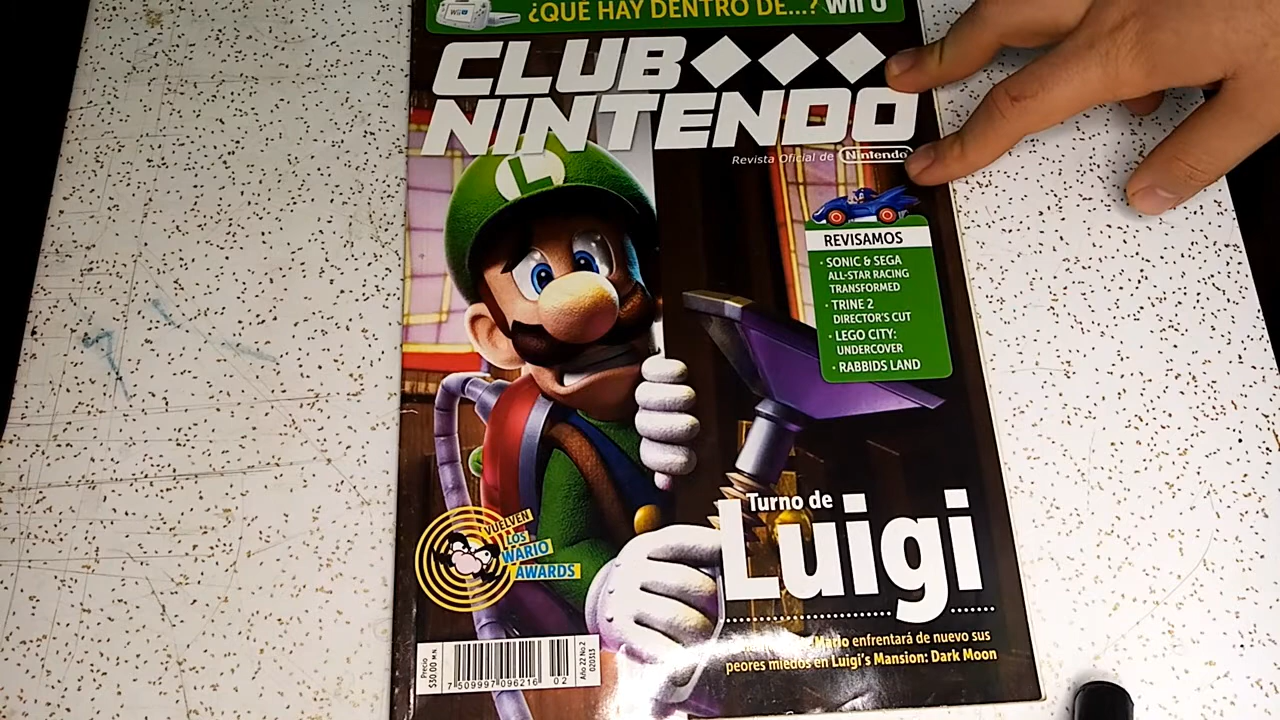 ¿QUÉ HAY DENTRO DE...? Wii U
Wii U
CLUB
NINTENDO
Revista Oficial de Nintendo
L
REVISAMOS
· SONIC & SEGA
ALL-STAR RACING
TRANSFORMED
· TRINE 2
DIRECTOR'S CUT
· LEGO CITY:
UNDERCOVER
· RABBIDS LAND
Turno de
Luigi
Mario enfrentará de nuevo sus
peores miedos en Luigi's Mansion: Dark Moon
VUELVEN
LOS
WARIO
AWARDS
Precio
$30.00 M.N.
7 509997 096216 02
Año 22 No.2
020313